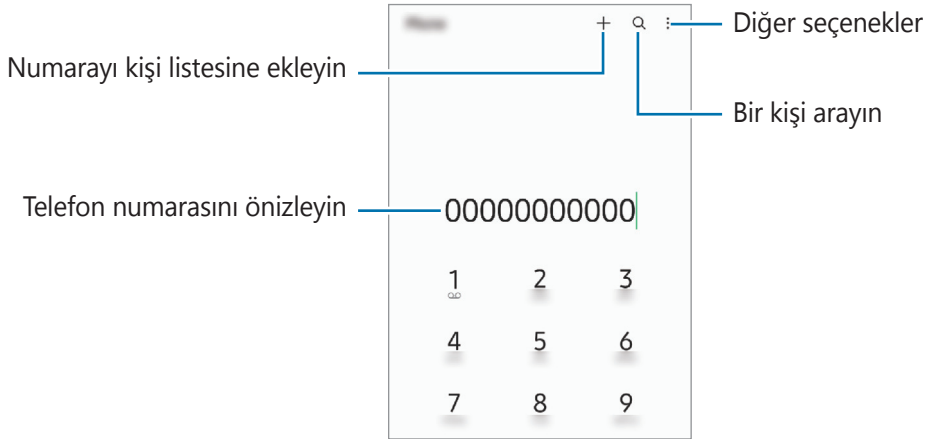 Diğer seçenekler
Numarayı kişi listesine ekleyin
Bir kişi arayın
Telefon numarasını önizleyin
00000000000
1 2 3
4 5 6
7 8 9